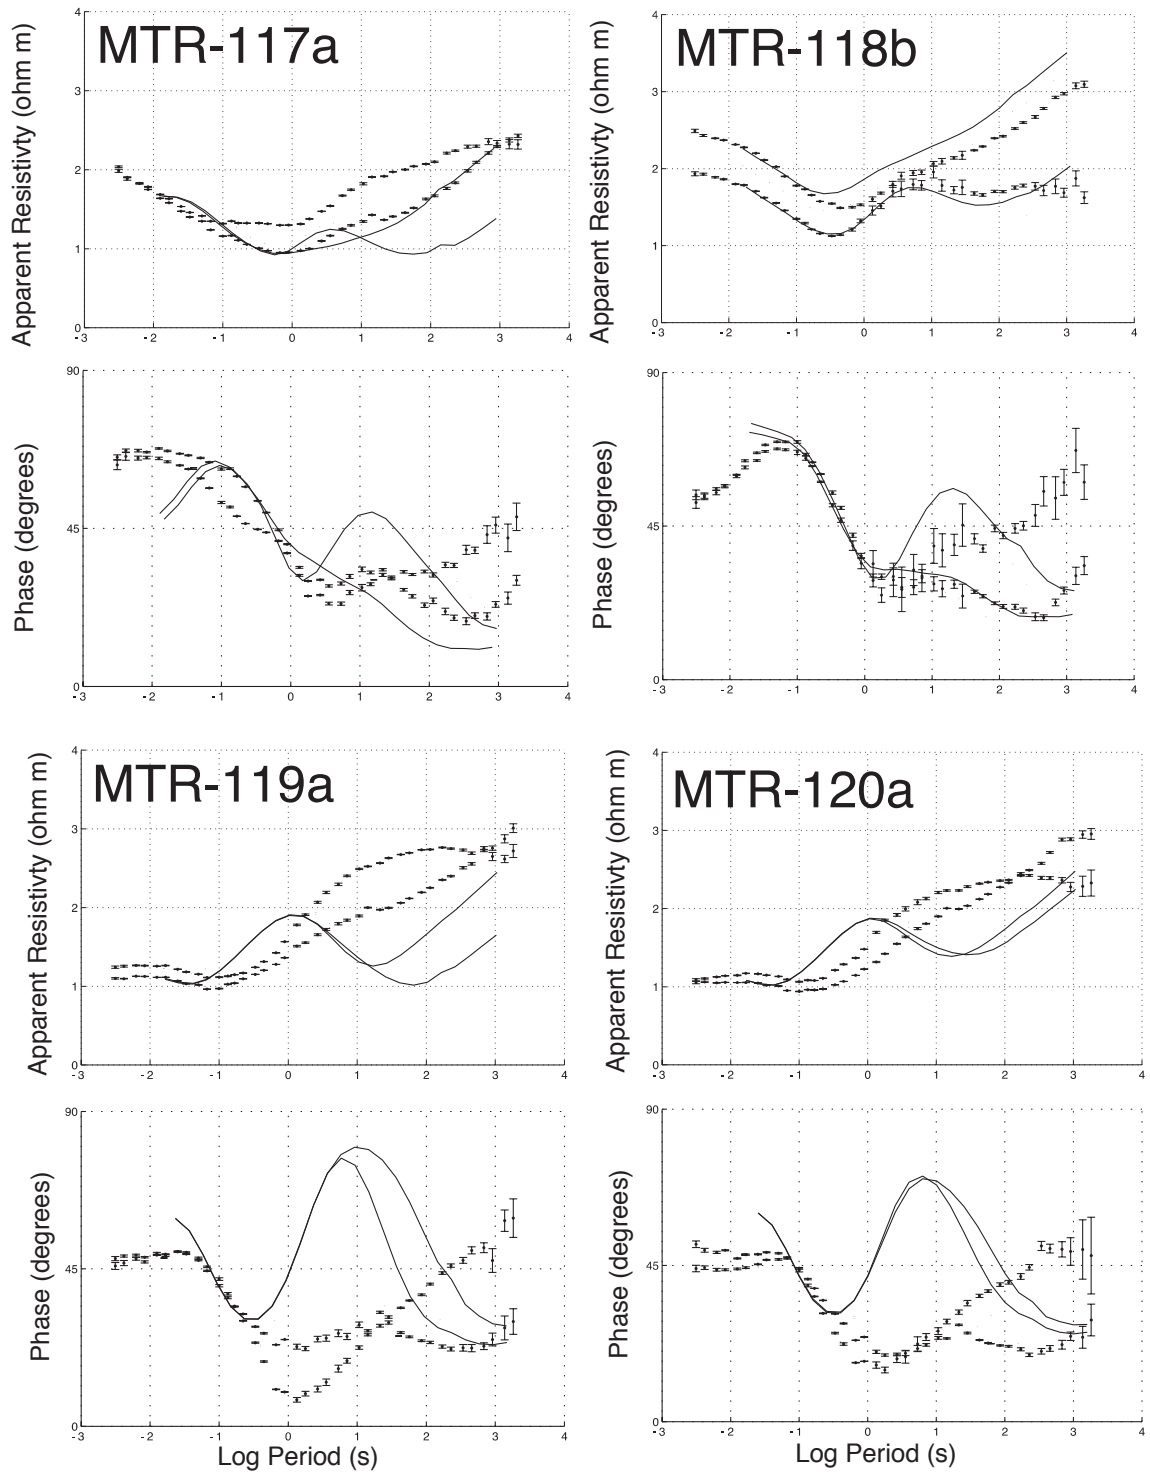 MTR-117a
Apparent Resistivty (ohm m)
4
3
2
1
0
-3 -2 -1 0 1 2 3 4
MTR-118b
Apparent Resistivty (ohm m)
4
3
2
1
0
-3 -2 -1 0 1 2 3 4
Phase (degrees)
90
45
0
-3 -2 -1 0 1 2 3 4
Phase (degrees)
90
45
0
-3 -2 -1 0 1 2 3 4
MTR-119a
Apparent Resistivty (ohm m)
4
3
2
1
0
-3 -2 -1 0 1 2 3 4
MTR-120a
Apparent Resistivty (ohm m)
4
3
2
1
0
-3 -2 -1 0 1 2 3 4
Phase (degrees)
90
45
0
-3 -2 -1 0 1 2 3 4
Log Period (s)
Phase (degrees)
90
45
0
-3 -2 -1 0 1 2 3 4
Log Period (s)